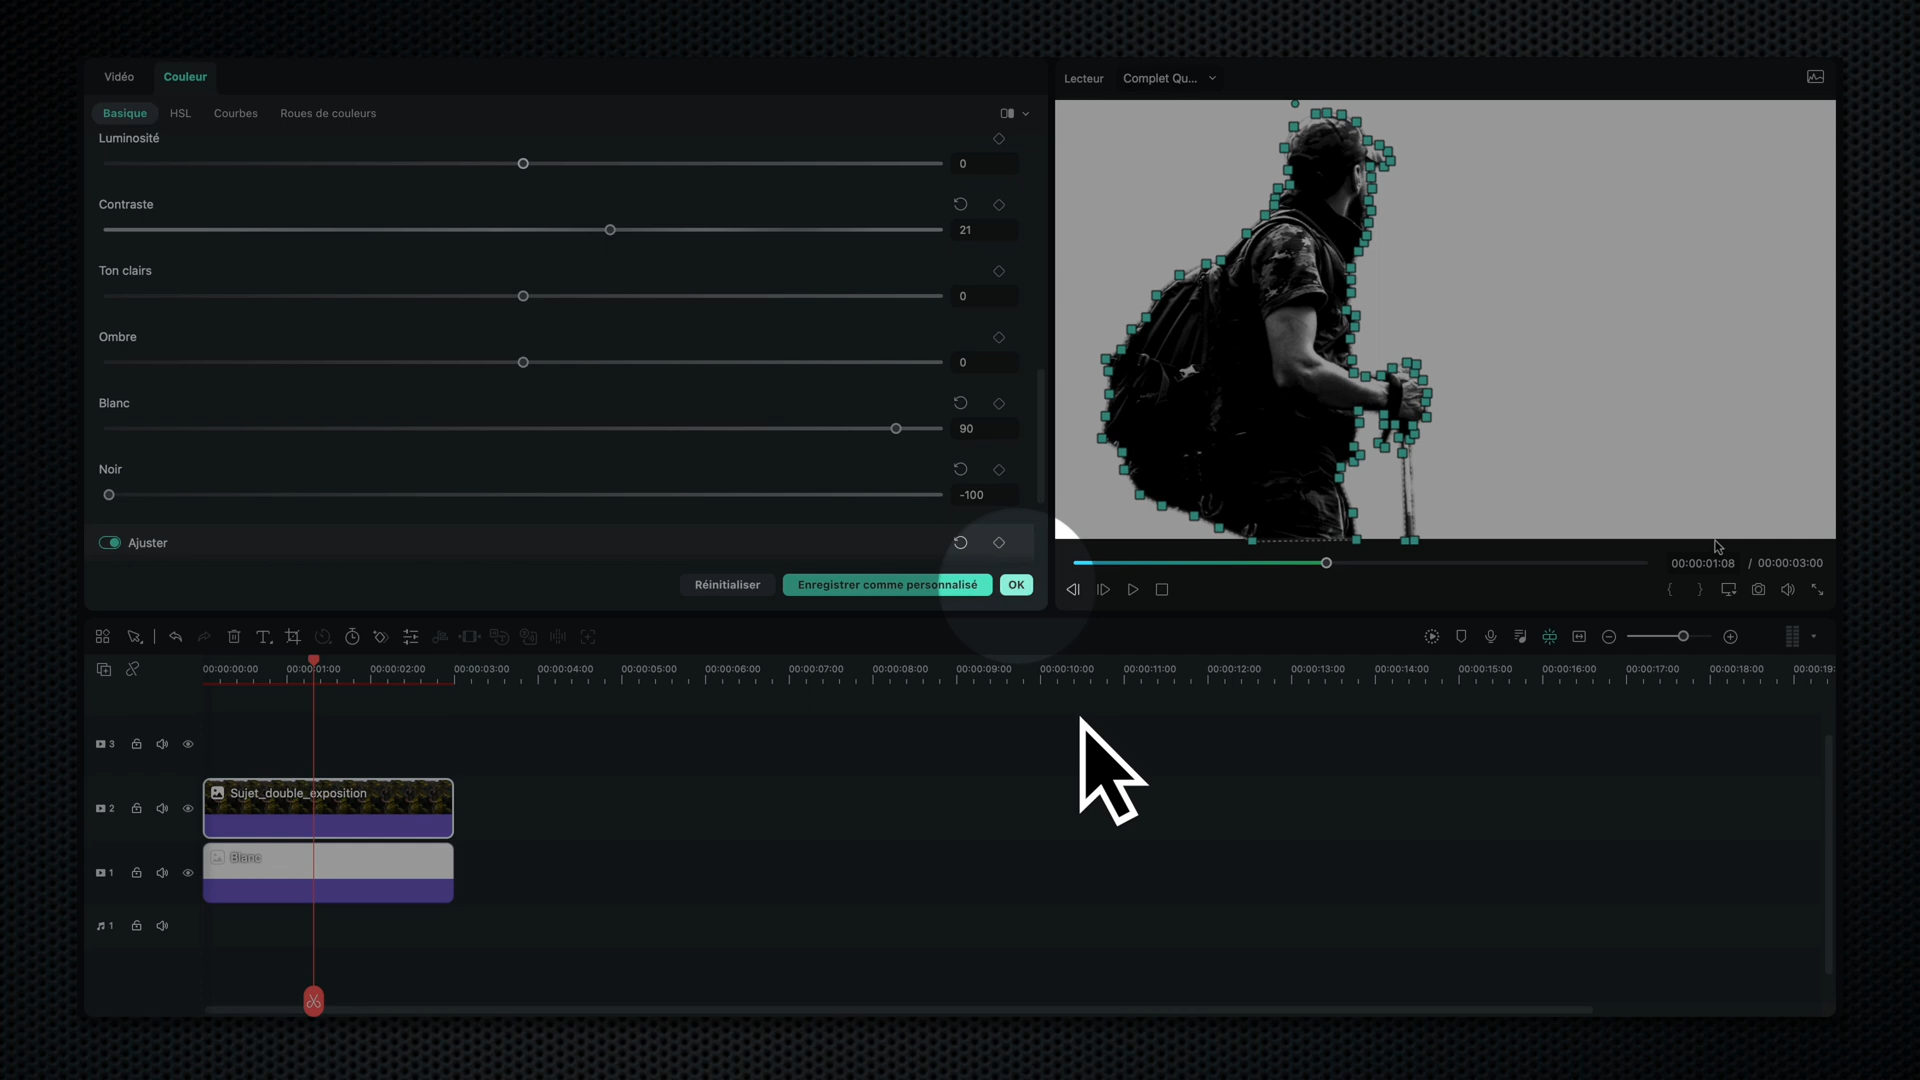 Vidéo
Couleur
Lecteur
Complet Qu...
Basique
HSL
Courbes
Roues de couleurs
Luminosité
0
Contraste
21
Ton clairs
0
Ombre
0
Blanc
90
Noir
-100
Ajuster
00:00:01:08 / 00:00:03:00
Réinitialiser
Enregistrer comme personnalisé
OK
00:00:00:00 00:00:01:00 00:00:02:00 00:00:03:00 00:00:04:00 00:00:05:00 00:00:06:00 00:00:07:00 00:00:08:00 00:00:09:00 00:00:10:00 00:00:11:00 00:00:12:00 00:00:13:00 00:00:14:00 00:00:15:00 00:00:16:00 00:00:17:00 00:00:18:00 00:00:19:
3
Sujet_double_exposition
2
Blanc
1
1